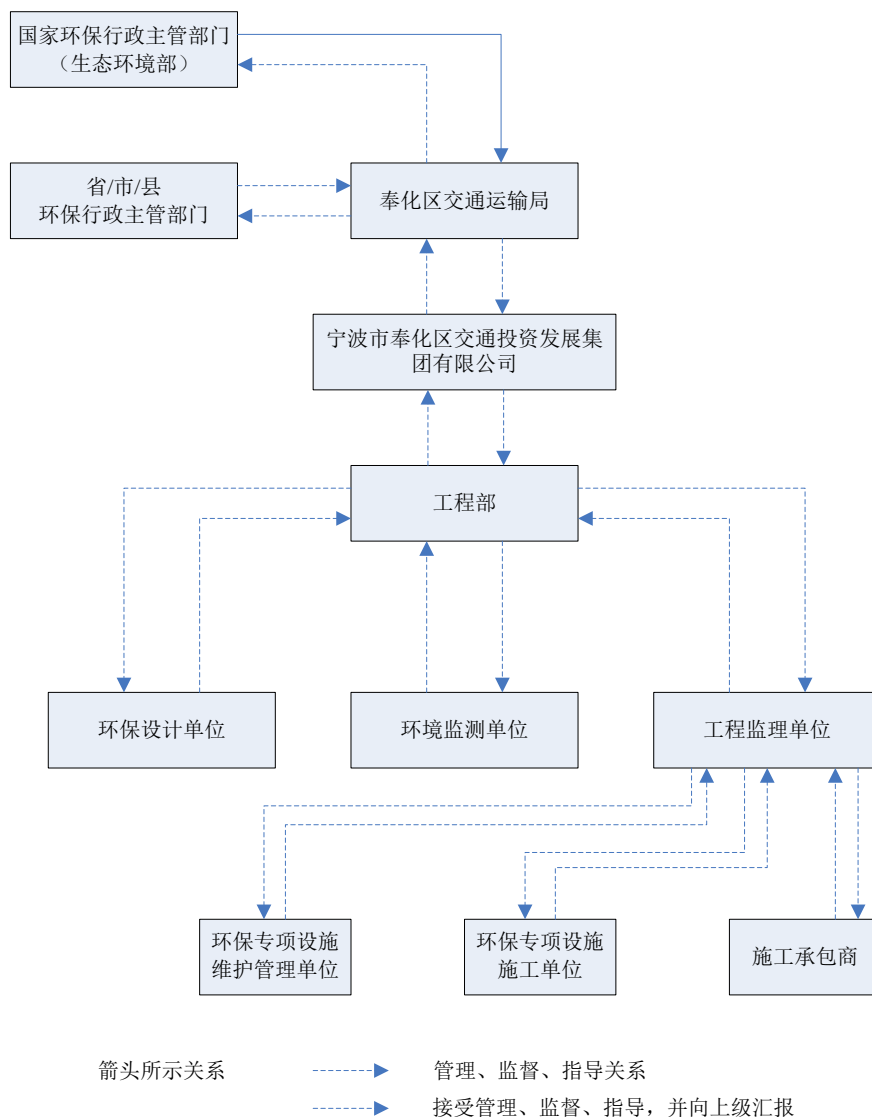 国家环保行政主管部门
（生态环境部）
省/市/县
环保行政主管部门
奉化区交通运输局
宁波市奉化区交通投资发展集
团有限公司
工程部
环保设计单位
环境监测单位
工程监理单位
环保专项设施
维护管理单位
环保专项设施
施工单位
施工承包商
箭头所示关系
管理、监督、指导关系
接受管理、监督、指导，并向上级汇报